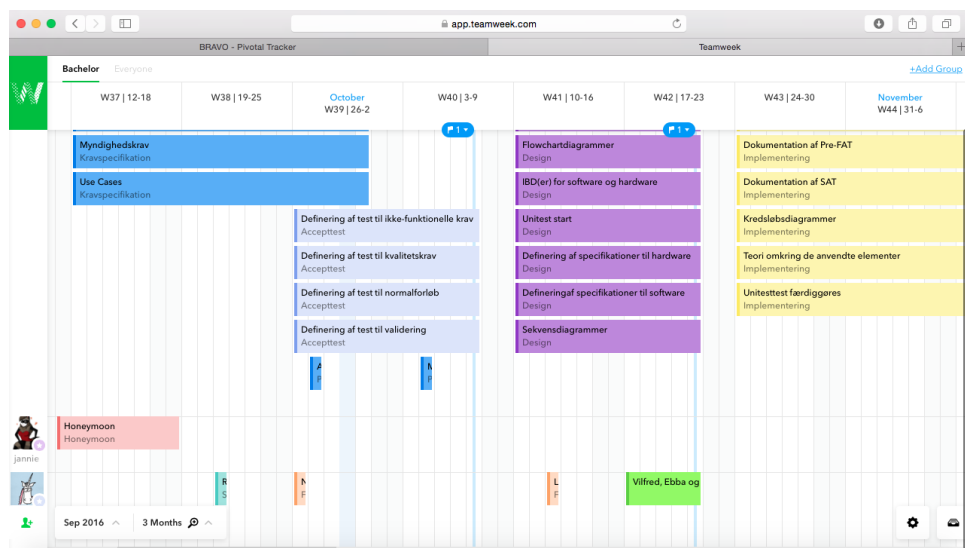 app.teamweek.com
BRAVO - Pivotal Tracker
Teamweek
W
Bachelor
Everyone
+Add Group
W37 | 12-18
W38 | 19-25
October
W39 | 26-2
W40 | 3-9
W41 | 10-16
W42 | 17-23
W43 | 24-30
November
W44 | 31-6
1
1
Myndighedskrav
Kravspecifikation
Flowchartdiagrammer
Design
Dokumentation af Pre-FAT
Implementering
Use Cases
Kravspecifikation
IBD(er) for software og hardware
Design
Dokumentation af SAT
Implementering
Definering af test til ikke-funktionelle krav
Accepttest
Unitest start
Design
Kredsløbsdiagrammer
Implementering
Definering af test til kvalitetskrav
Accepttest
Definering af specifikationer til hardware
Design
Teori omkring de anvendte elementer
Implementering
Definering af test til normalforløb
Accepttest
Defineringaf specifikationer til software
Design
Unitesttest færdiggøres
Implementering
Definering af test til validering
Accepttest
Sekvensdiagrammer
Design
Honeymoon
Honeymoon
jannie
R
S
N
F
L
F
Vilfred, Ebba og
Sep 2016
3 Months